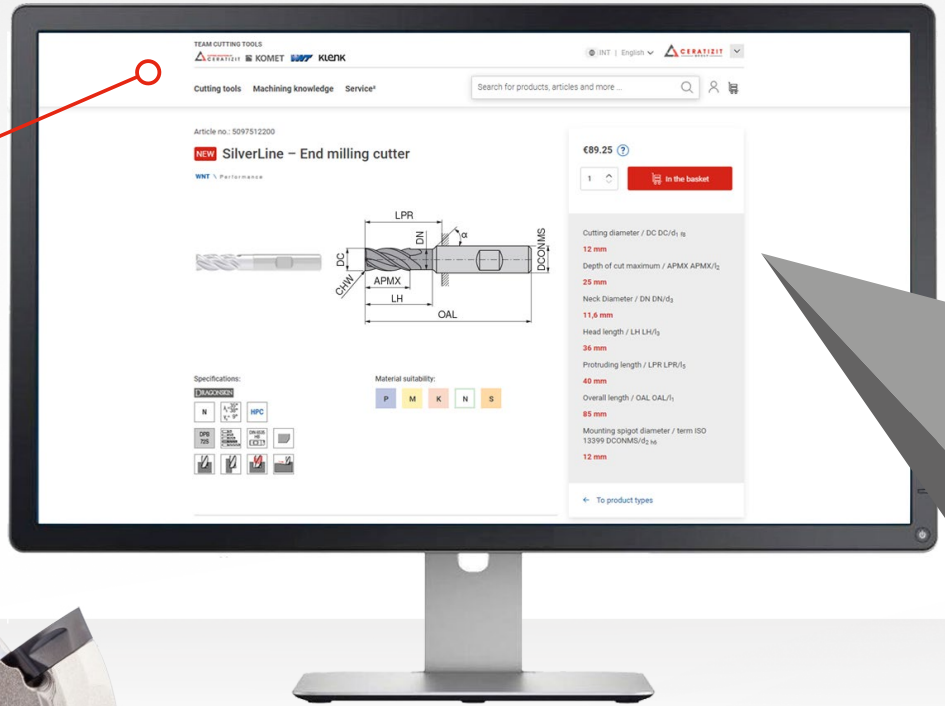 TEAM CUTTING TOOLS
CERATIZIT KOMET WNT KLENK
INT | English CERATIZIT
GROUP
Cutting tools Machining knowledge Service³
Search for products, articles and more ...
Article no.: 5097512200
NEW SilverLine – End milling cutter
WNT \ Performance
€89.25 ?
1 In the basket
LPR
DN
α
DC
DCONMS
CHW
APMX
LH
OAL
Cutting diameter / DC DC/d₁
12 mm
Depth of cut maximum / APMX APMX/l₂
25 mm
Neck Diameter / DN DN/d₃
11,6 mm
Head length / LH LH/l₃
36 mm
Protruding length / LPR LPR/l₅
40 mm
Overall length / OAL OAL/l₁
85 mm
Mounting spigot diameter / term ISO
13399 DCONMS/d₂ h6
12 mm
← To product types
Specifications:
DRAGONSKIN
N HPC
DPB
72S
Material suitability:
P M K N S